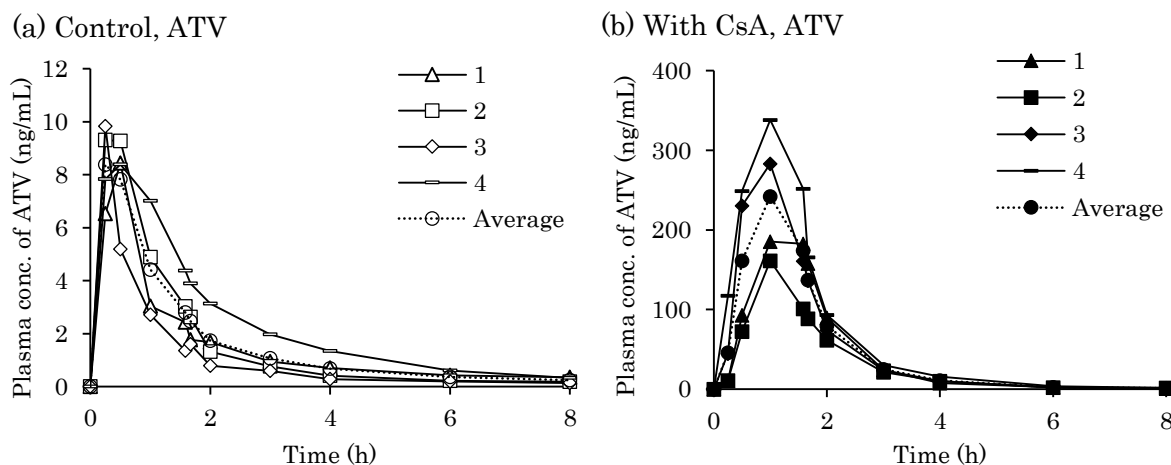 (a) Control, ATV
Plasma conc. of ATV (ng/mL)
12
10
8
6
4
2
0
0 2 4 6 8
Time (h)
1
2
3
4
Average
(b) With CsA, ATV
Plasma conc. of ATV (ng/mL)
400
300
200
100
0
0 2 4 6 8
Time (h)
1
2
3
4
Average